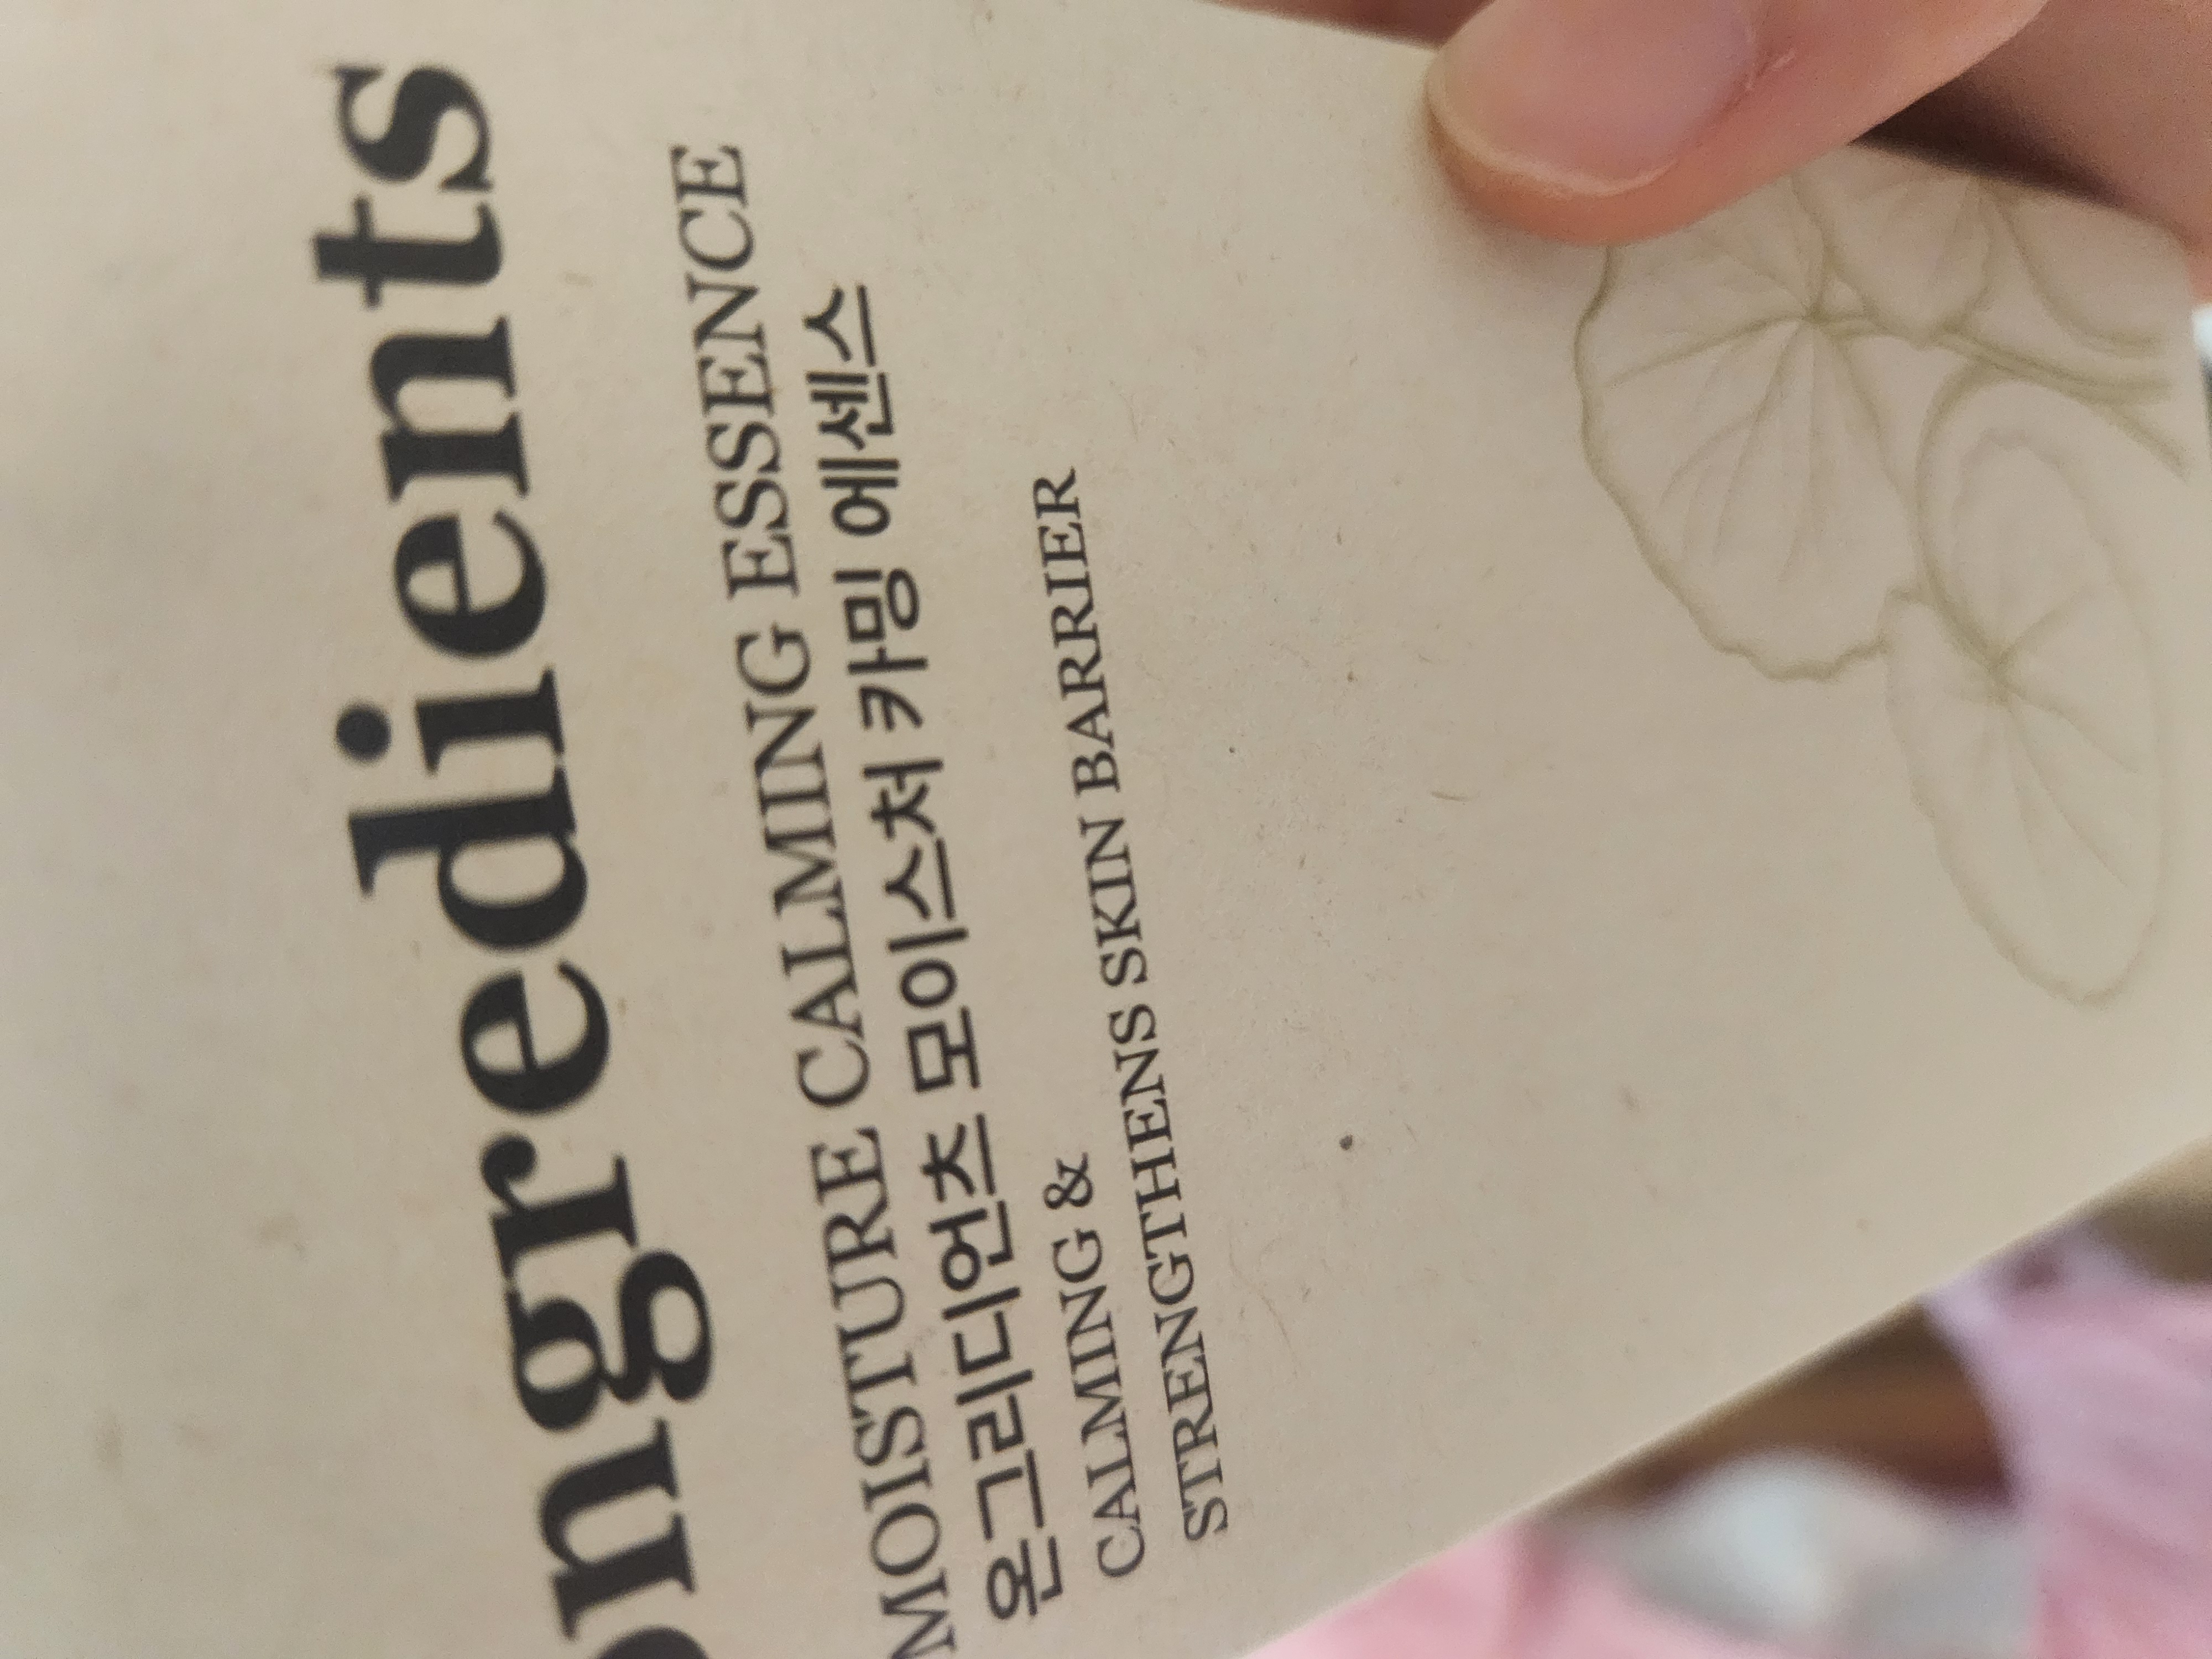 ongredients
MOISTURE CALMING ESSENCE
온그리디언츠 모이스처 카밍 에센스
CALMING &
STRENGTHENS SKIN BARRIER